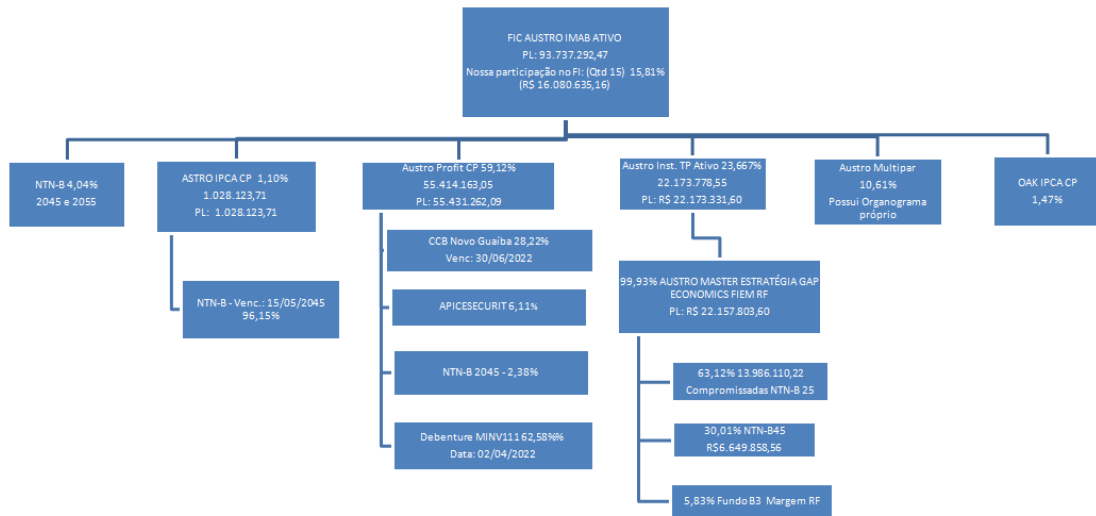 FIC AUSTRO IMAB ATIVO
PL: 93.737.292,47
Nossa participação no FI: (Qtd 15) 15,81%
(R$ 16.080.635,16)
NTN-B 4,04%
2045 e 2055
ASTRO IPCA CP 1,10%
1.028.123,71
PL: 1.028.123,71
Austro Profit CP 59,12%
55.414.163,05
PL: 55.431.262,09
Austro Inst. TP Ativo 23,667%
22.173.778,55
PL: R$ 22.173.331,60
Austro Multipar
10,61%
Possui Organograma
próprio
OAK IPCA CP
1,47%
NTN-B - Venc.: 15/05/2045
96,15%
CCB Novo Guaíba 28,22%
Venc: 30/06/2022
APICESECURIT 6,11%
NTN-B 2045 - 2,38%
Debenture MINV111 62,58%%
Data: 02/04/2022
99,93% AUSTRO MASTER ESTRATÉGIA GAP
ECONOMICS FIEM RF
PL: R$ 22.157.803,60
63,12% 13.986.110,22
Compromissadas NTN-B 25
30,01% NTN-B45
R$6.649.858,56
5,83% Fundo B3 Margem RF